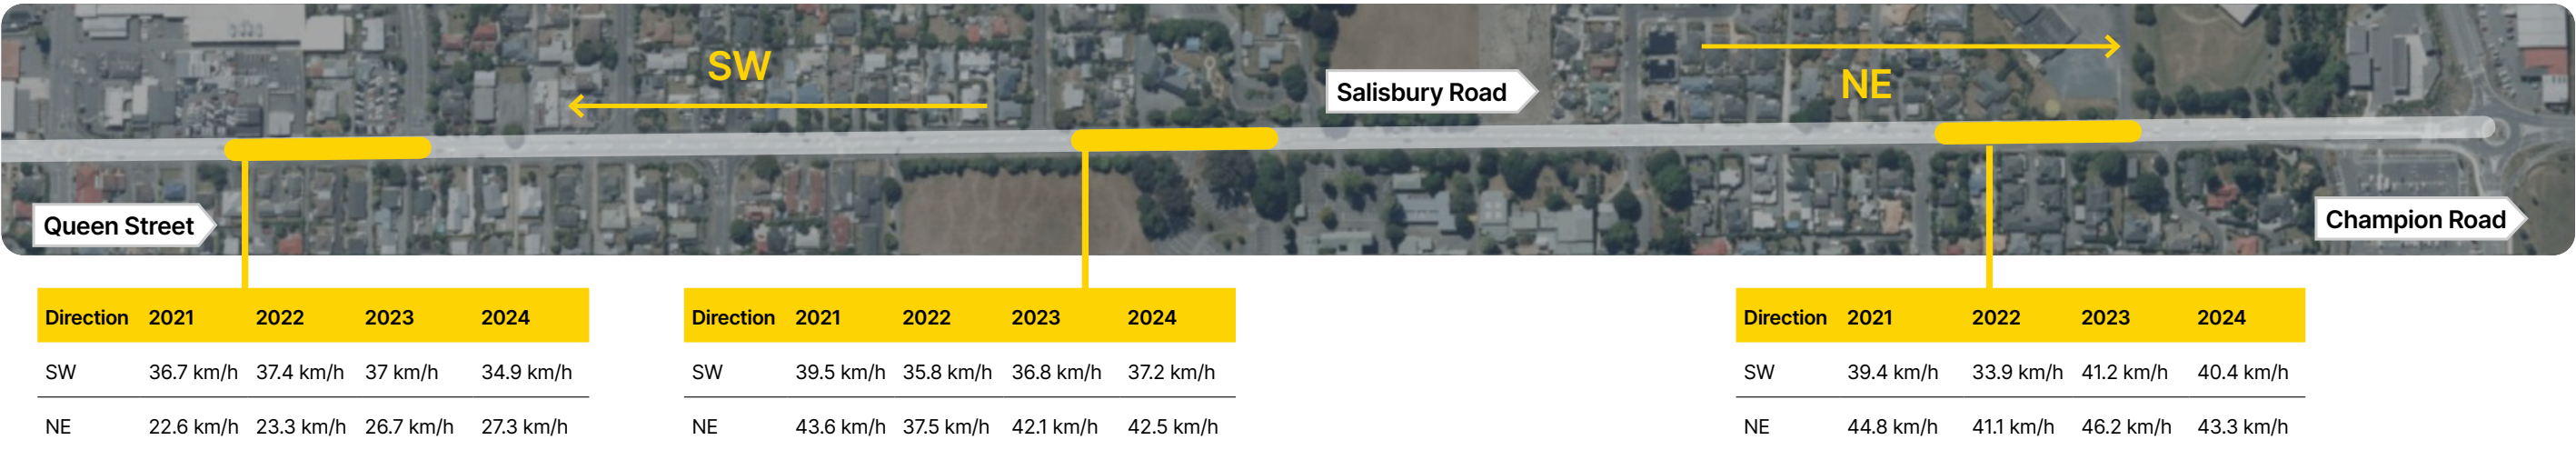 SW
NE
Salisbury Road
Queen Street
Champion Road
Direction 2021 2022 2023 2024
SW 36.7 km/h 37.4 km/h 37 km/h 34.9 km/h
NE 22.6 km/h 23.3 km/h 26.7 km/h 27.3 km/h
Direction 2021 2022 2023 2024
SW 39.5 km/h 35.8 km/h 36.8 km/h 37.2 km/h
NE 43.6 km/h 37.5 km/h 42.1 km/h 42.5 km/h
Direction 2021 2022 2023 2024
SW 39.4 km/h 33.9 km/h 41.2 km/h 40.4 km/h
NE 44.8 km/h 41.1 km/h 46.2 km/h 43.3 km/h